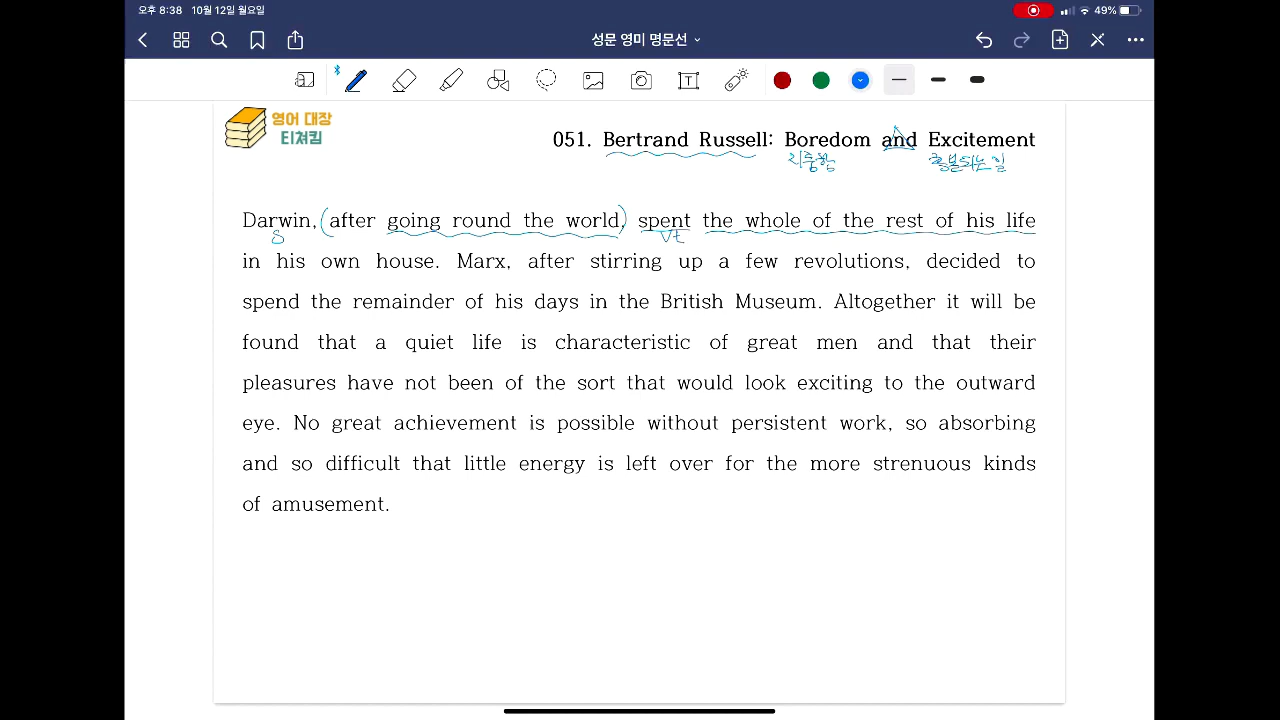 오후 8:38 10월 12일 월요일 49%
성문 영미 명문선
영어 대장
티쳐킴
051. Bertrand Russell: Boredom and Excitement
지루함 흥분되는 일
Darwin, (after going round the world) spent the whole of the rest of his life
S Vt
in his own house. Marx, after stirring up a few revolutions, decided to
spend the remainder of his days in the British Museum. Altogether it will be
found that a quiet life is characteristic of great men and that their
pleasures have not been of the sort that would look exciting to the outward
eye. No great achievement is possible without persistent work, so absorbing
and so difficult that little energy is left over for the more strenuous kinds
of amusement.